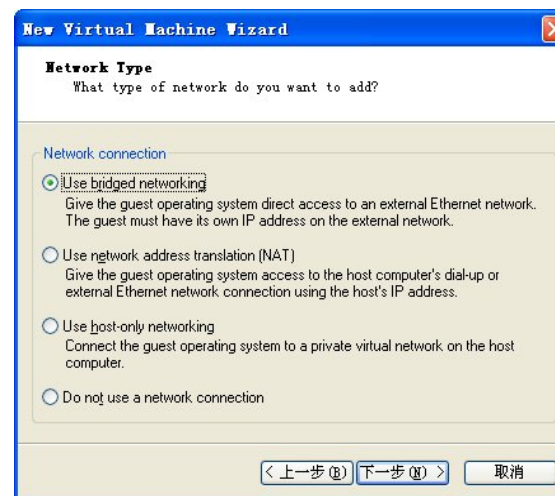 New Virtual Machine Wizard
Network Type
What type of network do you want to add?
Network connection
Use bridged networking
Give the guest operating system direct access to an external Ethernet network.
The guest must have its own IP address on the external network.
Use network address translation (NAT)
Give the guest operating system access to the host computer's dial-up or
external Ethernet network connection using the host's IP address.
Use host-only networking
Connect the guest operating system to a private virtual network on the host
computer.
Do not use a network connection
< 上一步(B) 下一步(N) > 取消